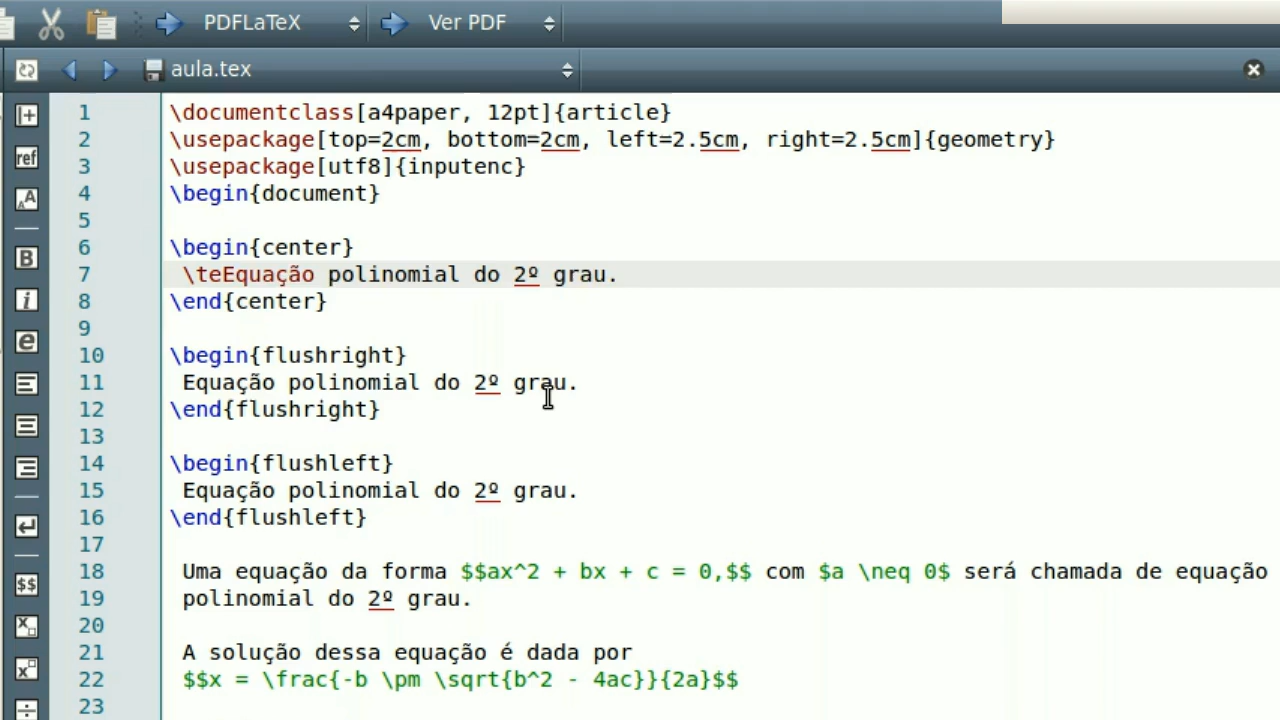 PDFLaTeX Ver PDF
aula.tex
1 \documentclass[a4paper, 12pt]{article}
2 \usepackage[top=2cm, bottom=2cm, left=2.5cm, right=2.5cm]{geometry}
3 \usepackage[utf8]{inputenc}
4 \begin{document}
5
6 \begin{center}
7 \teEquação polinomial do 2º grau.
8 \end{center}
9
10 \begin{flushright}
11 Equação polinomial do 2º grau.
12 \end{flushright}
13
14 \begin{flushleft}
15 Equação polinomial do 2º grau.
16 \end{flushleft}
17
18 Uma equação da forma $$ax^2 + bx + c = 0,$$ com $a \neq 0$ será chamada de equação
19 polinomial do 2º grau.
20
21 A solução dessa equação é dada por
22 $$x = \frac{-b \pm \sqrt{b^2 - 4ac}}{2a}$$
23
ref
AA
B
i
e
$$
x
x